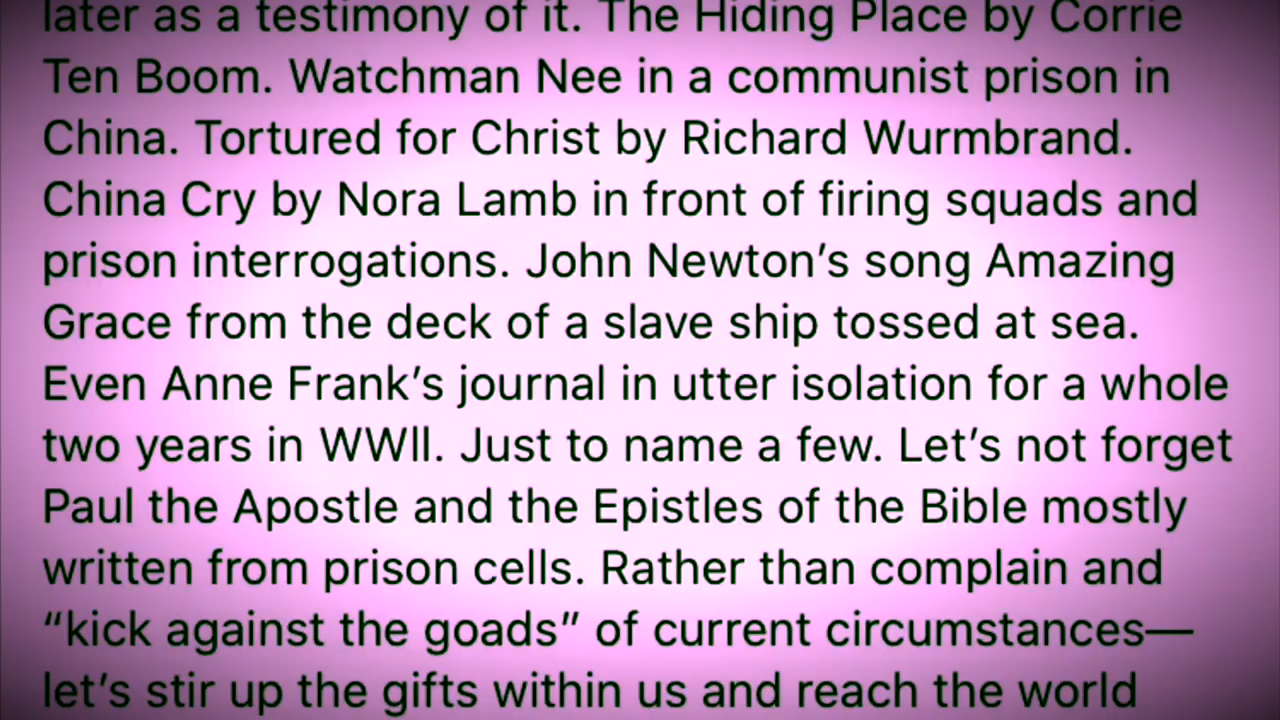 later as a testimony of it. The Hiding Place by Corrie
Ten Boom. Watchman Nee in a communist prison in
China. Tortured for Christ by Richard Wurmbrand.
China Cry by Nora Lamb in front of firing squads and
prison interrogations. John Newton’s song Amazing
Grace from the deck of a slave ship tossed at sea.
Even Anne Frank’s journal in utter isolation for a whole
two years in WWll. Just to name a few. Let’s not forget
Paul the Apostle and the Epistles of the Bible mostly
written from prison cells. Rather than complain and
“kick against the goads” of current circumstances—
let’s stir up the gifts within us and reach the world